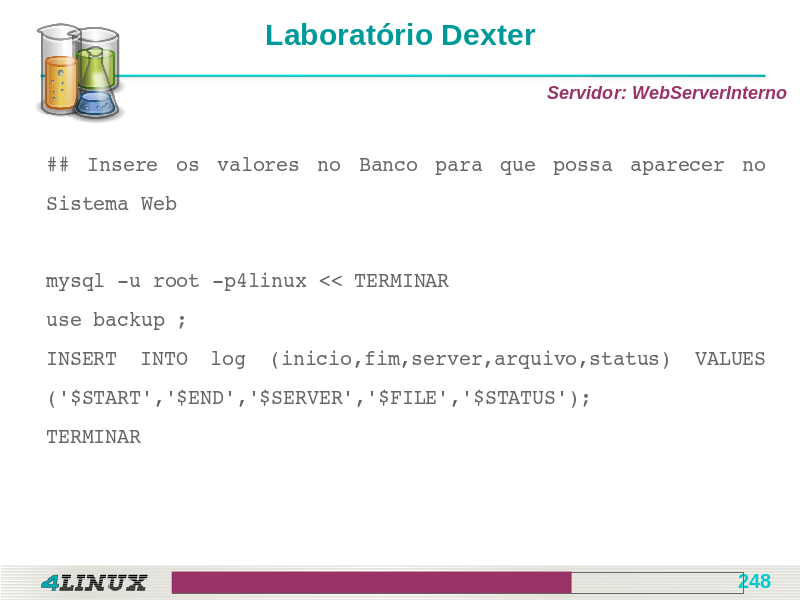 Laboratório Dexter
Servidor: WebServerInterno
## Insere os valores no Banco para que possa aparecer no
Sistema Web
mysql -u root -p4linux << TERMINAR
use backup ;
INSERT INTO log (inicio,fim,server,arquivo,status) VALUES
('$START','$END','$SERVER','$FILE','$STATUS');
TERMINAR
4LINUX
248